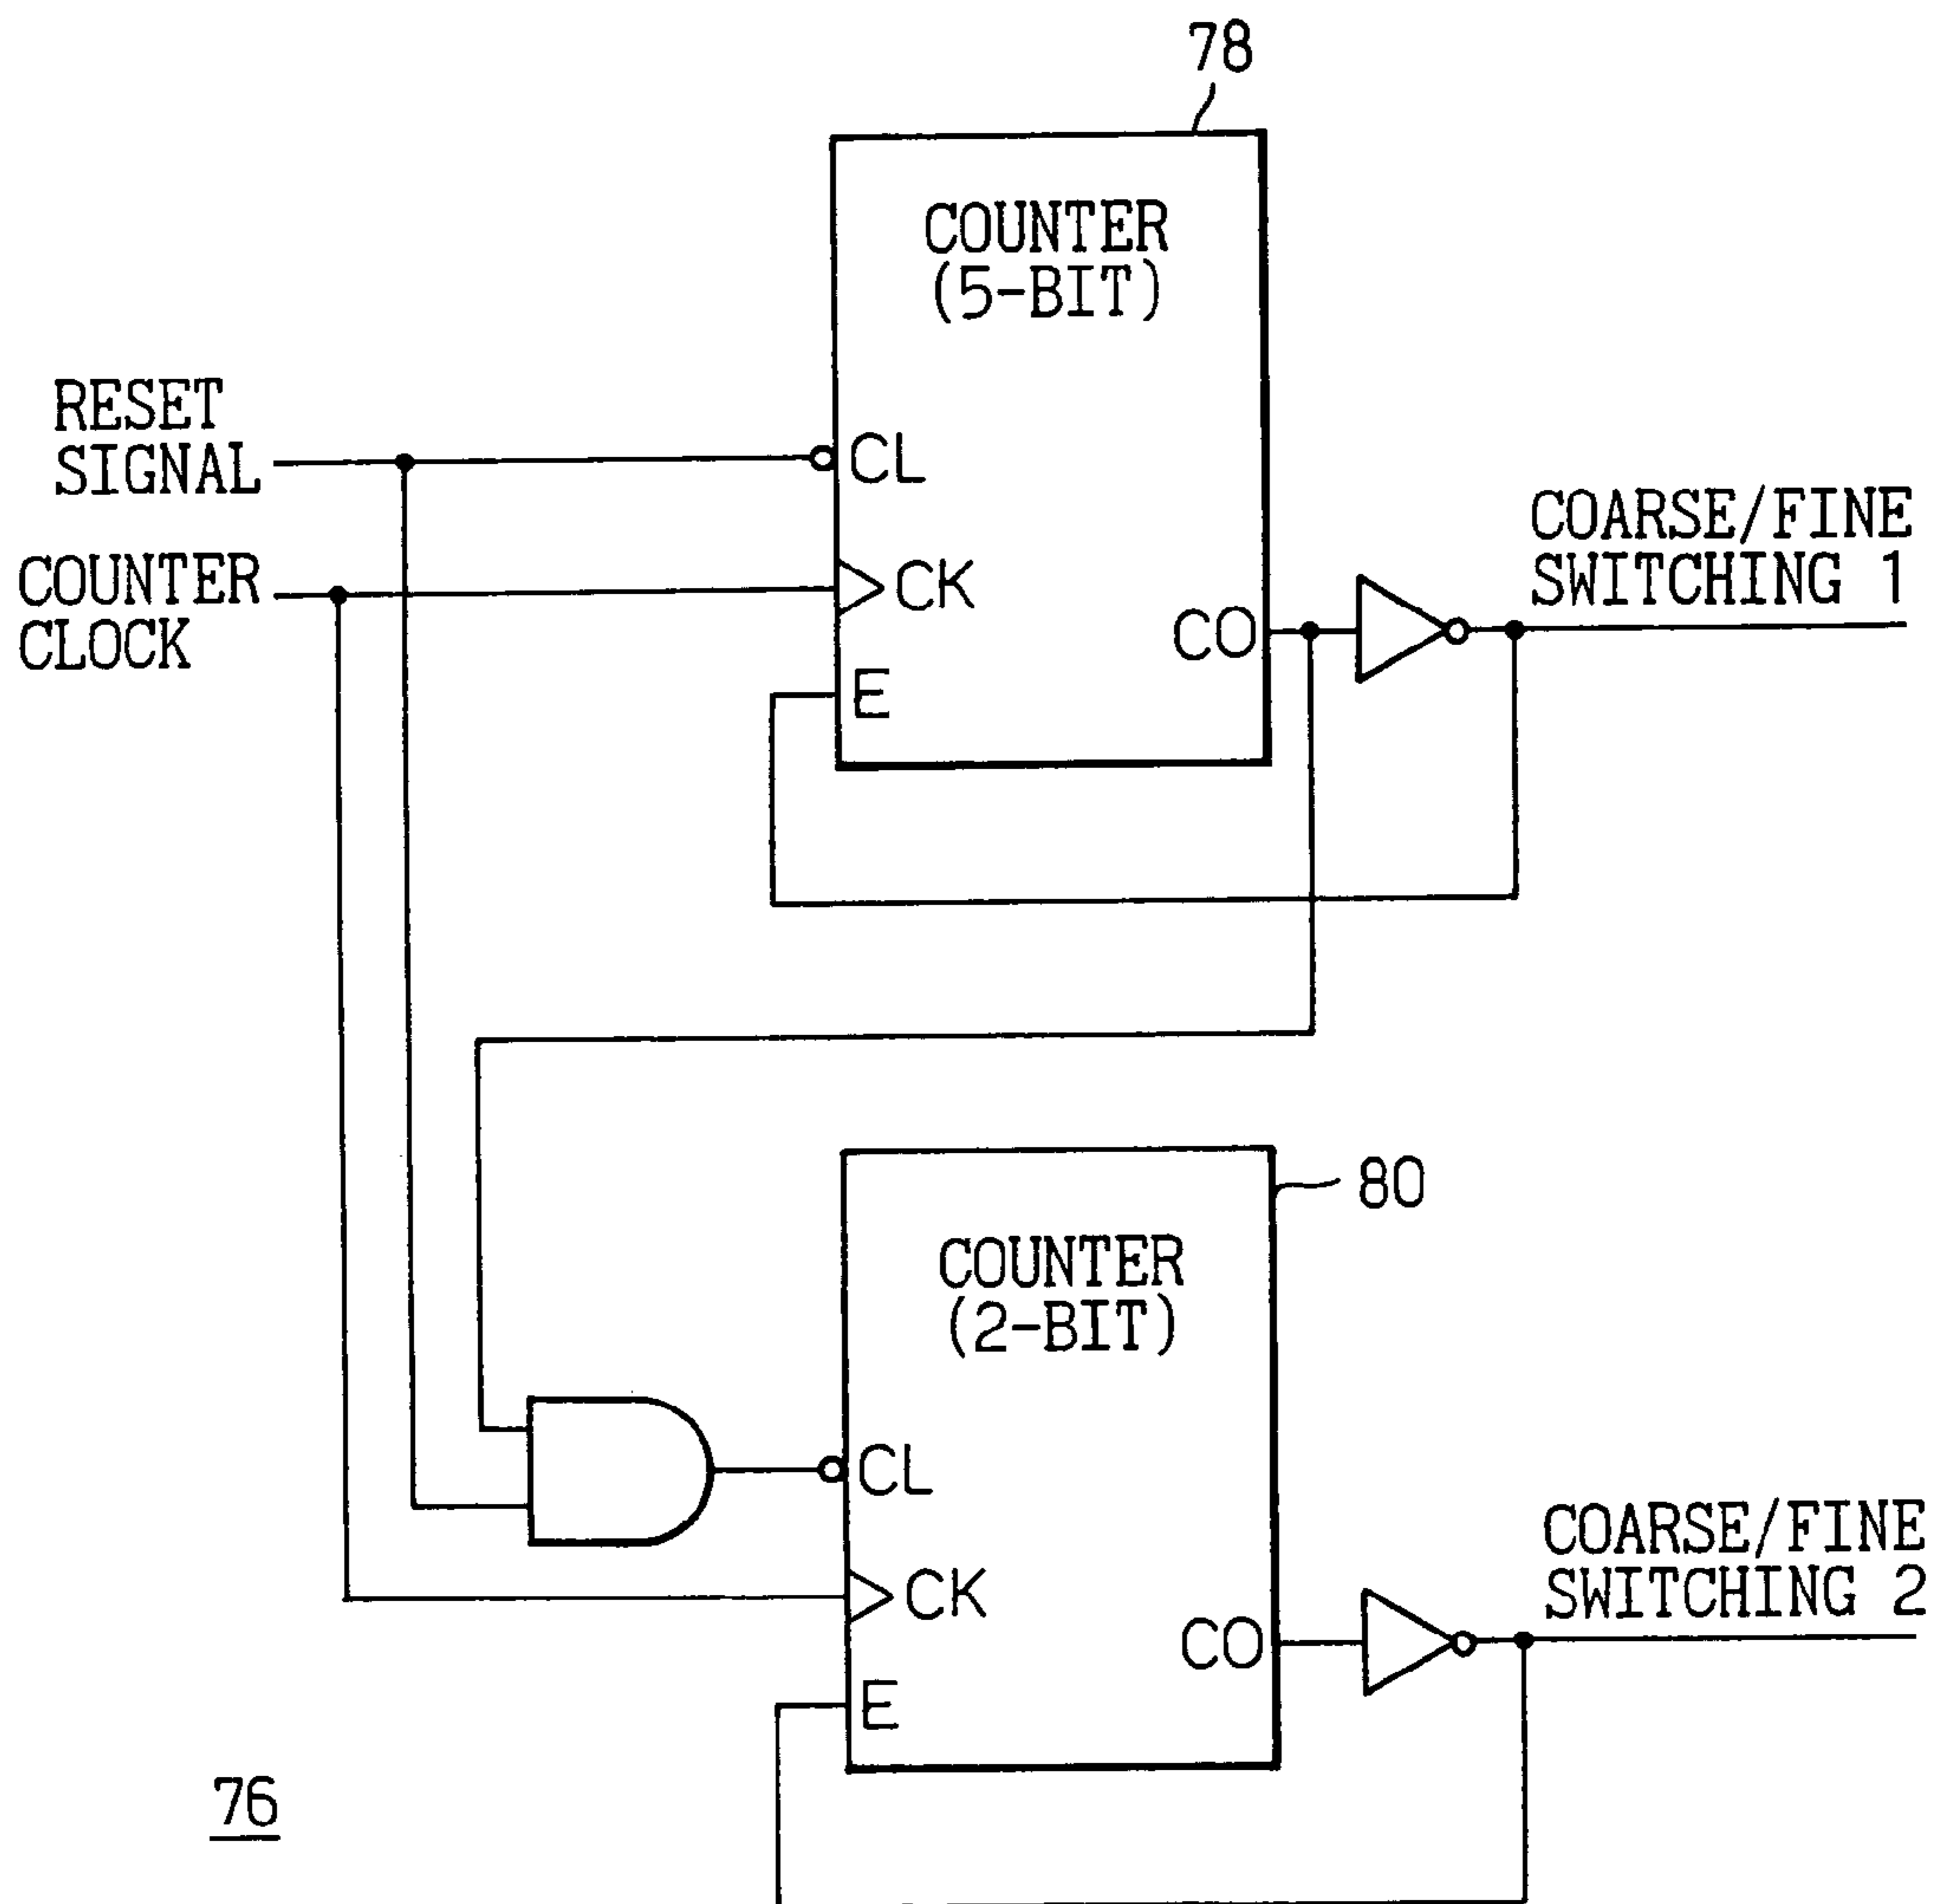 78
COUNTER
(5-BIT)
RESET
SIGNAL
CL
COARSE/FINE
SWITCHING 1
COUNTER
CLOCK
CK
CO
E
80
COUNTER
(2-BIT)
CL
COARSE/FINE
SWITCHING 2
CK
CO
E
76